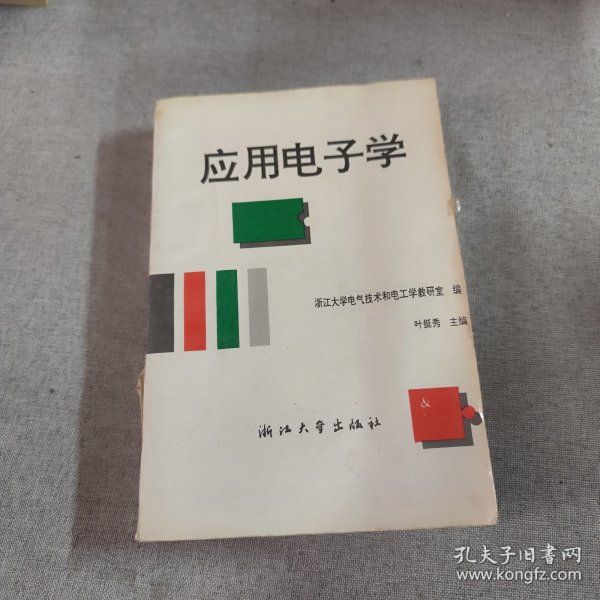 应用电子学
浙江大学电气技术和电工学教研室 编
叶挺秀 主编
&
浙江大学出版社
孔夫子旧书网
www.kongfz.com